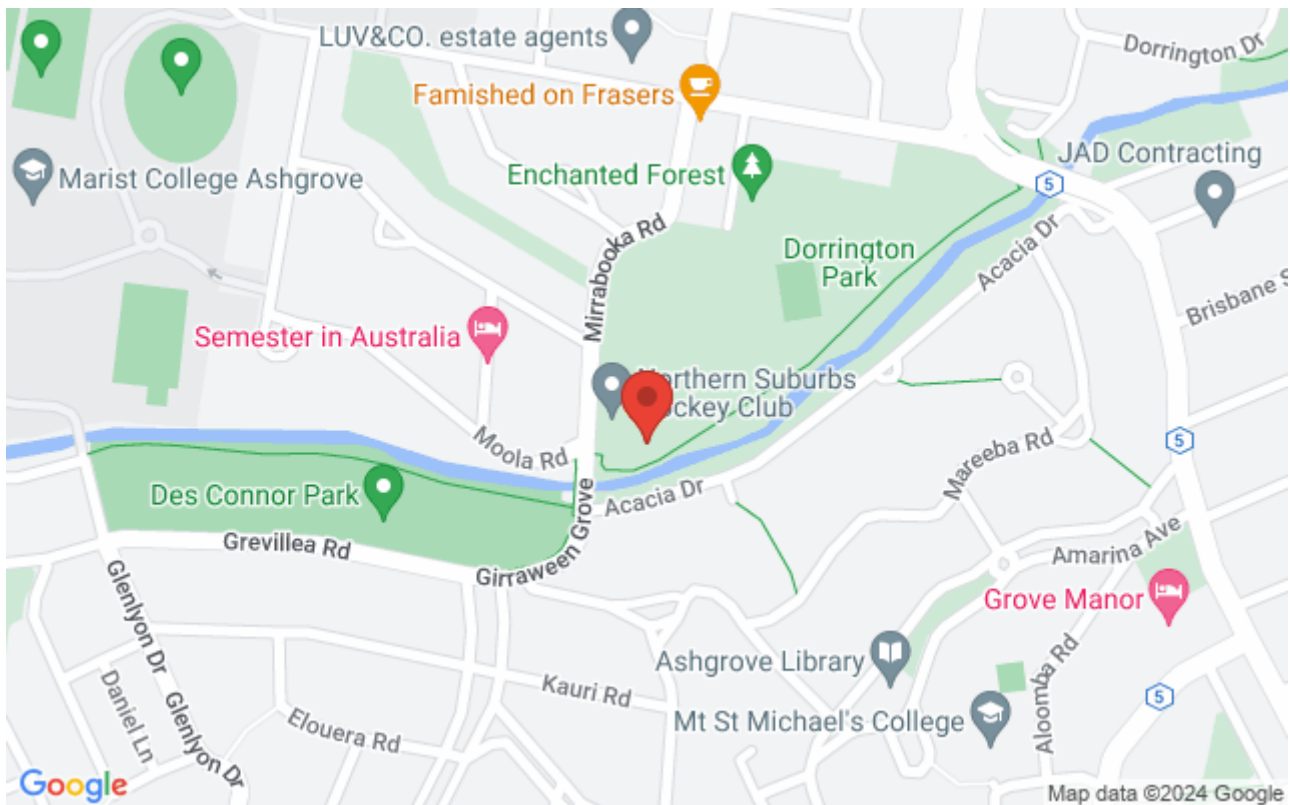 LUV&CO. estate agents
Dorrington Dr
Famished on Frasers
JAD Contracting
Marist College Ashgrove
Enchanted Forest
5
Mirrabooka Rd
Dorrington
Park
Acacia Dr
Brisbane S
Semester in Australia
Northern Suburbs
ockey Club
Moola Rd
5
Mareeba Rd
Des Connor Park
Acacia Dr
Grevillea Rd
Girraween Grove
Amarina Ave
Grove Manor
Glenlyon Dr
Ashgrove Library
Aloomba Rd
Daniel Ln
Glenlyon Dr
Kauri Rd
5
Elouera Rd
Mt St Michael's College
Google
Map data ©2024 Google